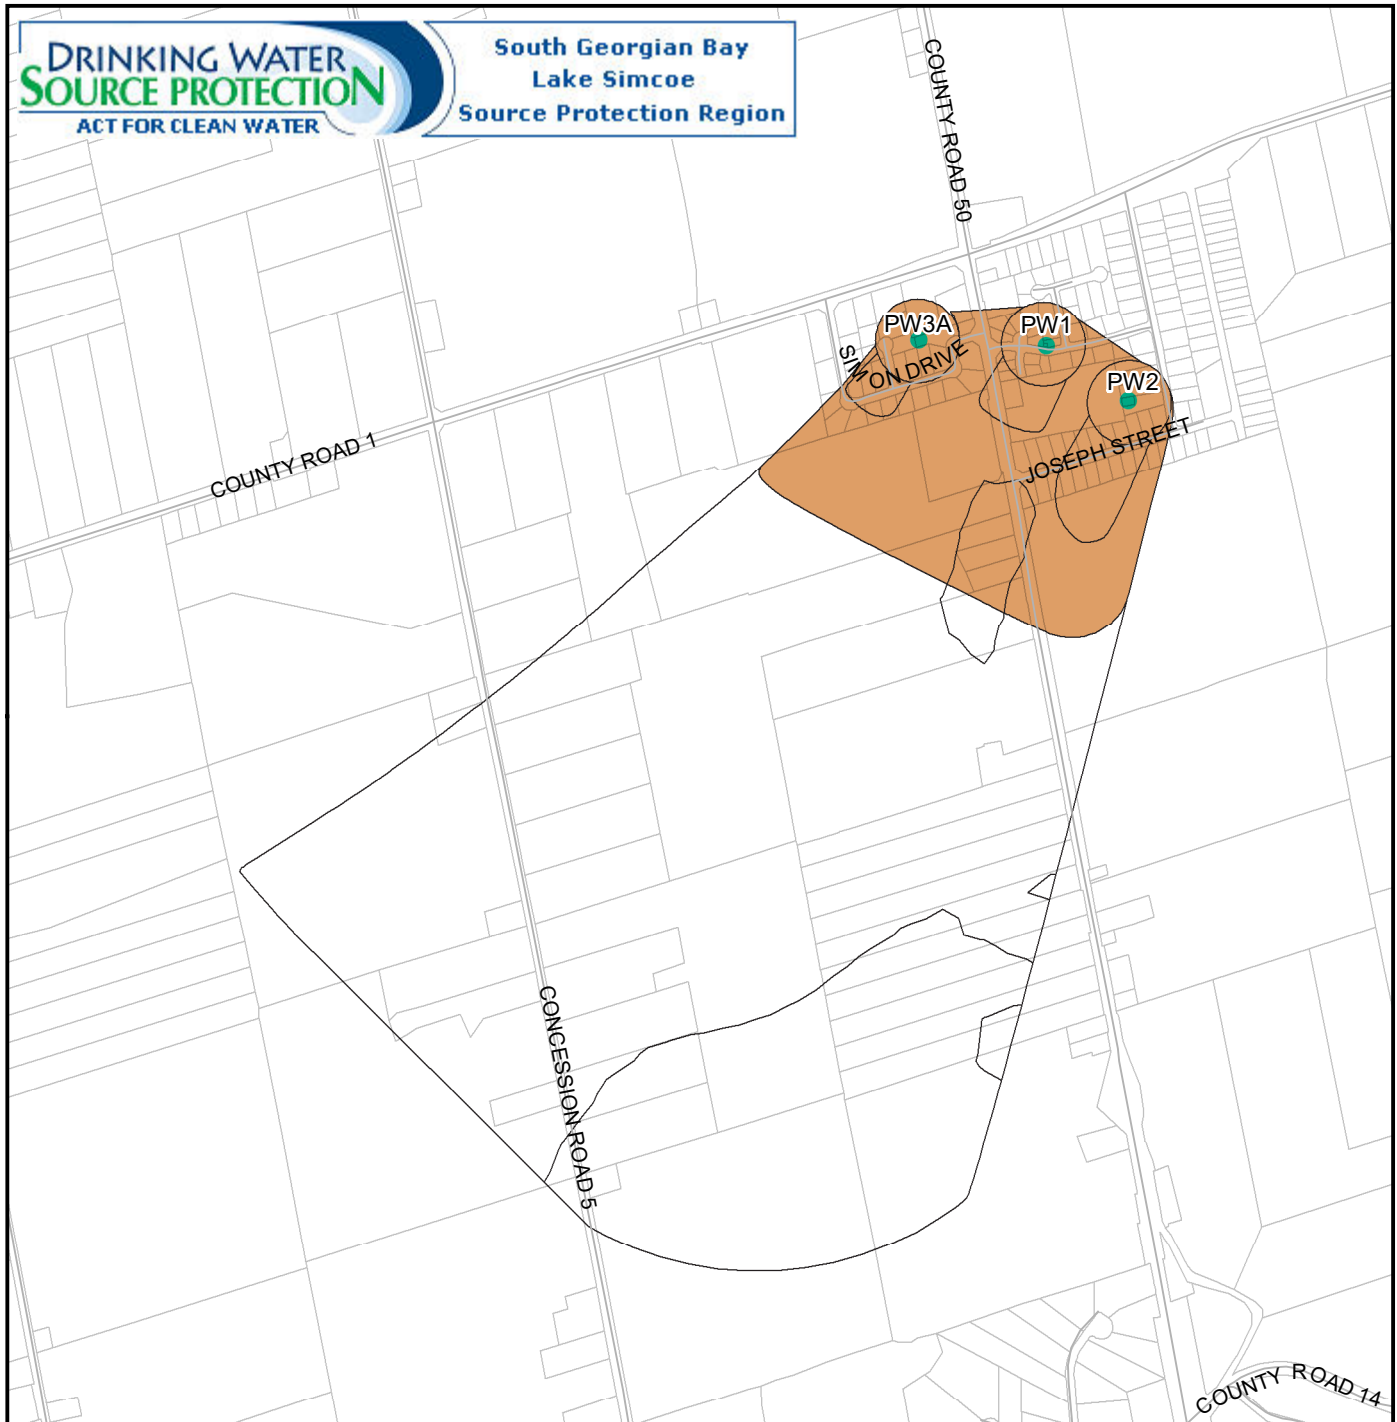 DRINKING WATER
SOURCE PROTECTION
ACT FOR CLEAN WATER
South Georgian Bay
Lake Simcoe
Source Protection Region
COUNTY ROAD 50
PW3A
PW1
SIMON DRIVE
PW2
JOSEPH STREET
COUNTY ROAD 1
CONCESSION ROAD 5
COUNTY ROAD 14